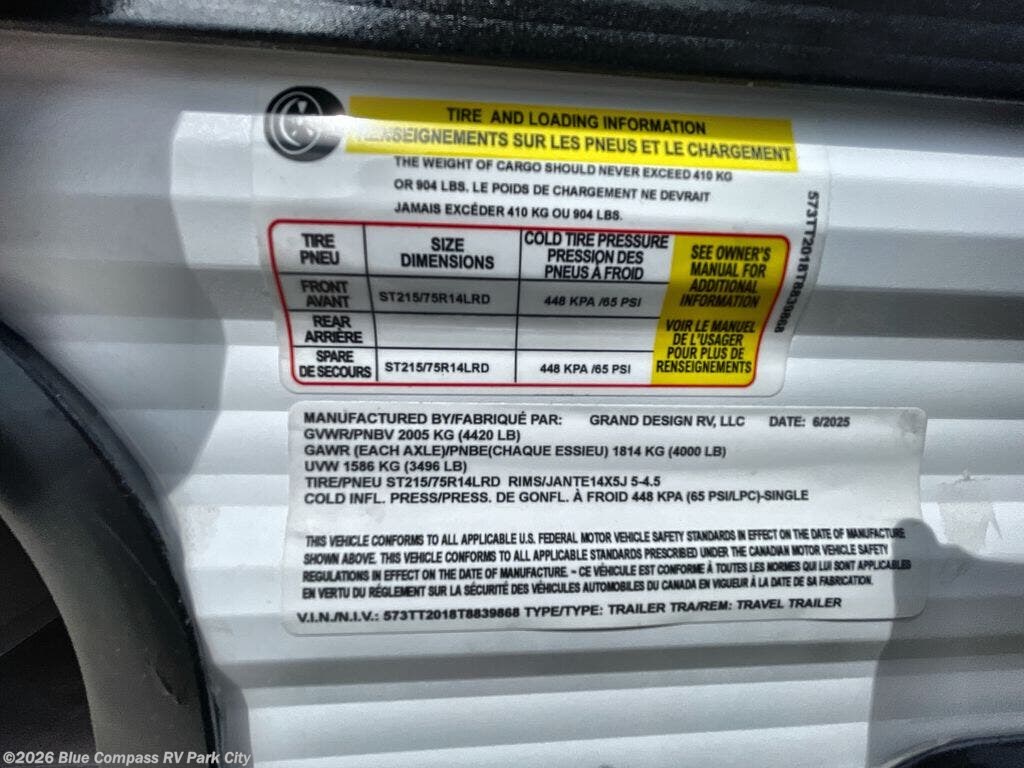 TIRE AND LOADING INFORMATION
RENSEIGNEMENTS SUR LES PNEUS ET LE CHARGEMENT
THE WEIGHT OF CARGO SHOULD NEVER EXCEED 410 KG
OR 904 LBS. LE POIDS DE CHARGEMENT NE DEVRAIT
JAMAIS EXCÉDER 410 KG OU 904 LBS.
TIRE
PNEU
SIZE
DIMENSIONS
COLD TIRE PRESSURE
PRESSION DES
PNEUS À FROID
FRONT
AVANT
ST215/75R14LRD
448 KPA /65 PSI
REAR
ARRIÈRE
SPARE
DE SECOURS
ST215/75R14LRD
448 KPA /65 PSI
SEE OWNER'S
MANUAL FOR
ADDITIONAL
INFORMATION
VOIR LE MANUEL
DE L'USAGER
POUR PLUS DE
RENSEIGNEMENTS
573TT2018T8839868
MANUFACTURED BY/FABRIQUÉ PAR: GRAND DESIGN RV, LLC DATE: 6/2025
GVWR/PNBV 2005 KG (4420 LB)
GAWR (EACH AXLE)/PNBE(CHAQUE ESSIEU) 1814 KG (4000 LB)
UVW 1586 KG (3496 LB)
TIRE/PNEU ST215/75R14LRD RIMS/JANTE14X5J 5-4.5
COLD INFL. PRESS/PRESS. DE GONFL. À FROID 448 KPA (65 PSI/LPC)-SINGLE
THIS VEHICLE CONFORMS TO ALL APPLICABLE U.S. FEDERAL MOTOR VEHICLE SAFETY STANDARDS IN EFFECT ON THE DATE OF MANUFACTURE
SHOWN ABOVE. THIS VEHICLE CONFORMS TO ALL APPLICABLE STANDARDS PRESCRIBED UNDER THE CANADIAN MOTOR VEHICLE SAFETY
REGULATIONS IN EFFECT ON THE DATE OF MANUFACTURE. - CE VÉHICULE EST CONFORME À TOUTES LES NORMES QUI LUI SONT APPLICABLES
EN VERTU DU RÉGLEMENT SUR LA SÉCURITÉ DES VÉHICULES AUTOMOBILES DU CANADA EN VIGUEUR À LA DATE DE SA FABRICATION.
V.I.N./N.I.V.: 573TT2018T8839868 TYPE/TYPE: TRAILER TRA/REM: TRAVEL TRAILER
©2026 Blue Compass RV Park City